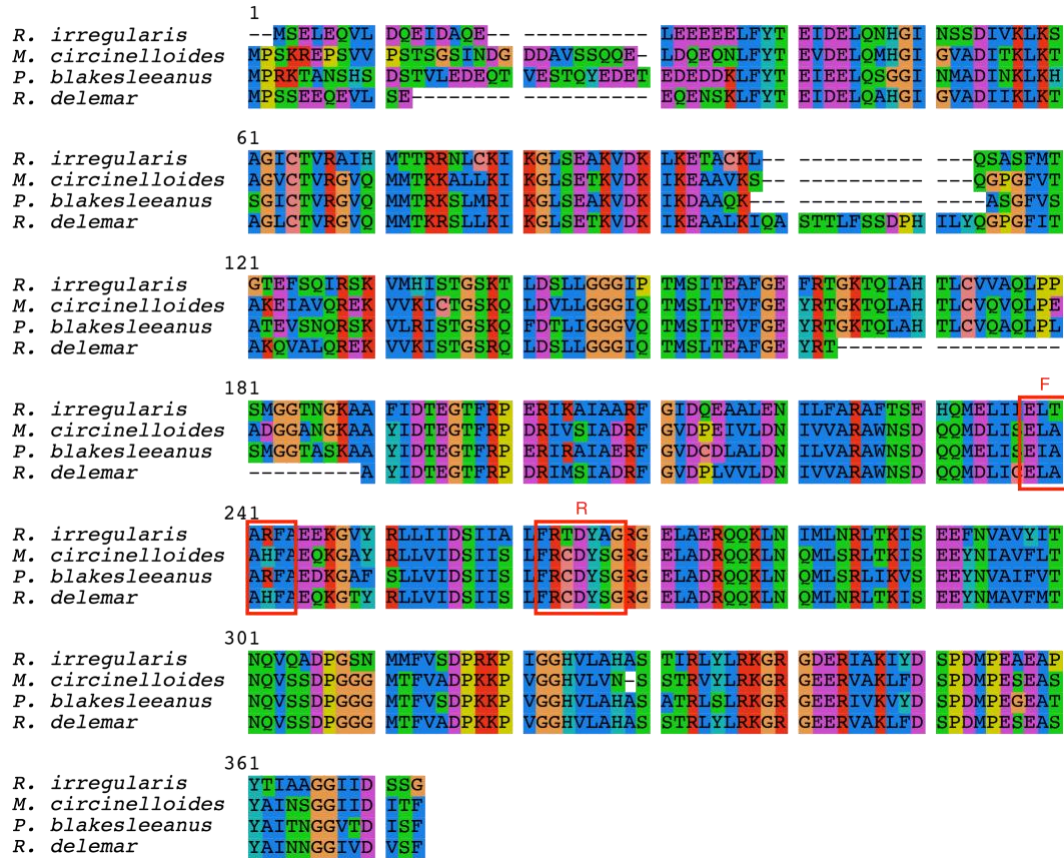 1
R. irregularis --MSELEQVL DQEIDAQE-- ---------- LEEEEELFYT EIDELQNHGI NSSDIVKLKS
M. circinelloides MPSKREPSVV PSTSGSINDG DDAVSSQQE- LDQEQNLFYT EIDELQMHGI GVADITKLKT
P. blakesleeanus MPRKTANSHS DSTVLEDEQT VESTQYEDET EDEDDKLFYT EIEELQSGGI NMADINKLKH
R. delemar MPSSEEQEVL SE-------- ---------- EQENSKLFYT EIDELQAHGI GVADIIKLKT
61
R. irregularis AGICTVRAIH MTTRRNLCKI KGLSEAKVDK LKETACKL-- ---------- ----QSASFMT
M. circinelloides AGVCTVRGVQ MMTKKALLKI KGLSETKVDK IKEAAVKS-- ---------- ----QGPGFVT
P. blakesleeanus SGICTVRGVQ MMTRKSLMRI KGLSEAKVDK IKDAAQK--- ---------- -----ASGFVS
R. delemar AGLCTVRGVQ MMTKRSLLKI KGLSETKVDK IKEAALKIQA STTLFSSDPH ILYQGPGFIT
121
R. irregularis GTEFSQIRSK VMHISTGSKT LDSLLGGGIP TMSITEAFGE FRTGKTQIAH TLCVVAQLPP
M. circinelloides AKEIAVQREK VVKICTGSKQ LDVLLGGGIQ TMSITEAFGE YRTGKTQLAH TLCVQVQLPL
P. blakesleeanus ATEVSNQRSK VLRISTGSKQ FDTLIGGGVQ TMSITEVFGE YRTGKTQLAH TLCVQAQLPL
R. delemar AKQVALQREK VVKISTGSRQ LDSLLGGGIQ TMSLTEAFGE YRT------- ----------
181
F
R. irregularis SMGGTNGKAA FIDTEGTFRP ERIKAIAARF GIDQEAALEN ILFARAFTSE HQMELIIELT
M. circinelloides ADGGANGKAA YIDTEGTFRP DRIVSIADRF GVDPEIVLDN IVVARAWNSD QQMDLISELA
P. blakesleeanus SMGGTASKAA YIDTEGTFRP ERIRAIAERF GVDCDLALDN IVVARAWNSD QQMELISEIA
R. delemar ---------A YIDTEGTFRP DRIMSIADRF GVDPLVVLDN IVVARAWNSD QQMDLICELA
241
R
R. irregularis ARFAEEKGVY RLLIIDSIIA LFRTDYAGRG ELAERQQKLN IMLNRLTKIS EEFNVAVYIT
M. circinelloides AHFAEQKGAY RLLVIDSIIS LFRCDYSGRG ELADRQQKLN QMLSRLTKIS EEYNVAIFLT
P. blakesleeanus ARFAEDKGAF SLLVIDSIIS LFRCDYSGRG ELADRQQKLN QMLSRLIKVS EEYNVAIFVT
R. delemar AHFAEQKGTY RLLVIDSIIS LFRCDYSGRG ELADRQQKLN QMLNRLTKIS EEYNMAVFMT
301
R. irregularis NQVQADPGSN MMFVSDPRKP IGGHVLAHAS TIRLYLRKGR GDERIAKIYD SPDMPEAEAP
M. circinelloides NQVSSDPGGG MTFVADPKKP VGGHVLVN-S STRVYLRKGR GEERVAKLFD SPDMPESEAS
P. blakesleeanus NQVSSDPGGG MTFVSDPKKP VGGHVLAHAS ATRLSLRKGR GEERIVKVYD SPDMPEGEAS
R. delemar NQVSSDPGGG MTFVADPKKP VGGHVLAHAS STRLYLRKGR GEERVAKLFD SPDMPESEAS
361
R. irregularis YTIAAGGIID SSG
M. circinelloides YAINSGGIID ITF
P. blakesleeanus YAITNGGVTD ISF
R. delemar YAINNGGIVD VSF